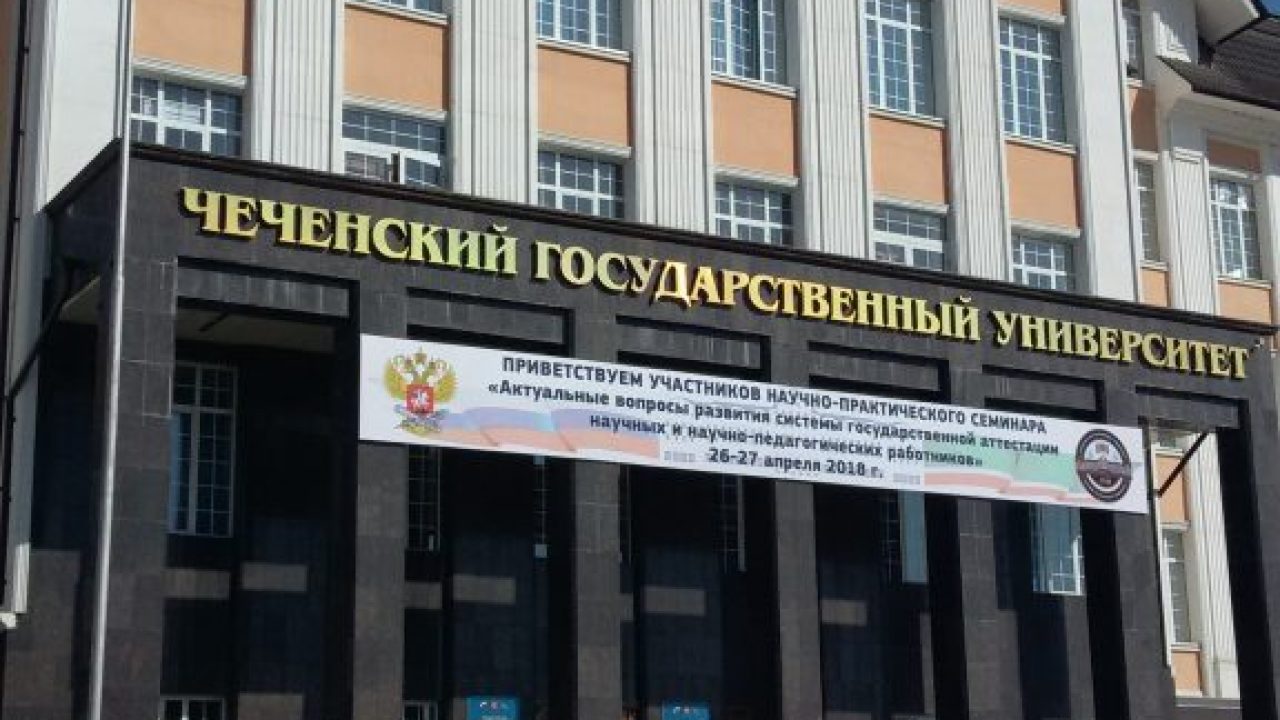 ЧЕЧЕНСКИЙ ГОСУДАРСТВЕННЫЙ УНИВЕРСИТЕТ
ПРИВЕТСТВУЕМ УЧАСТНИКОВ НАУЧНО-ПРАКТИЧЕСКОГО СЕМИНАРА
«Актуальные вопросы развития системы государственной аттестации
научных и научно-педагогических работников»
26-27 апреля 2018 г.